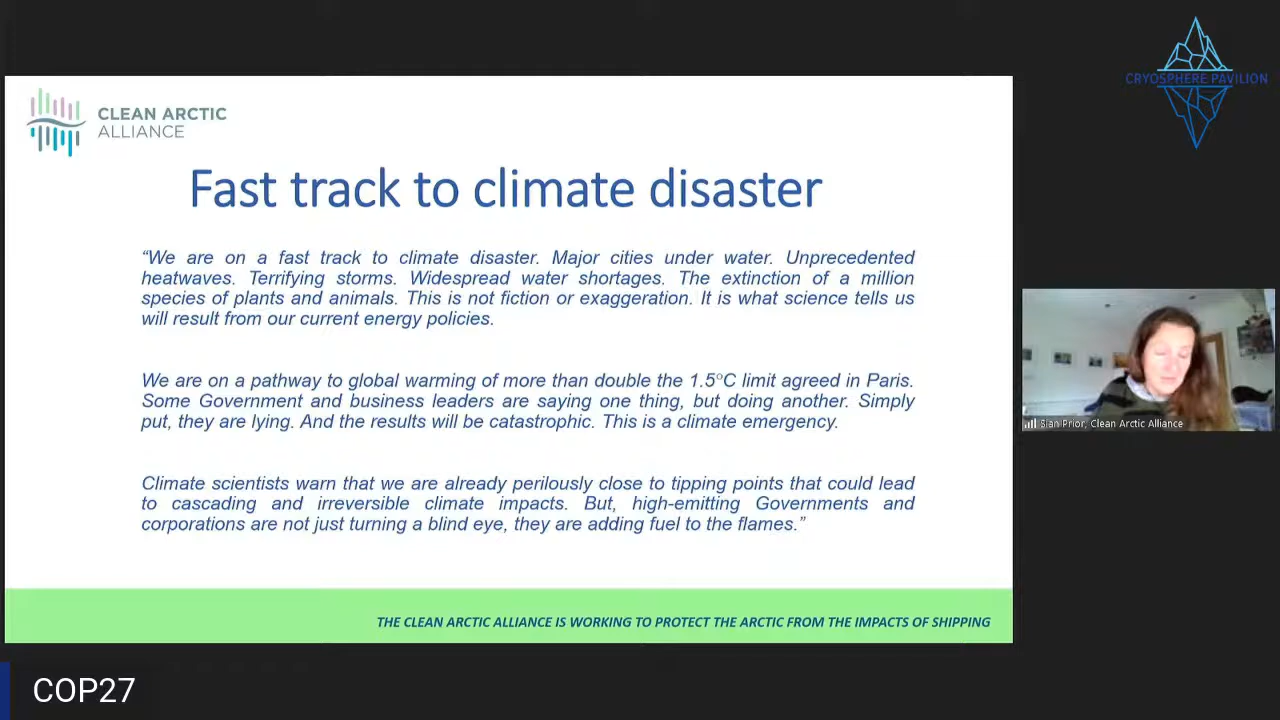 CRYOSPHERE PAVILION
CLEAN ARCTIC
ALLIANCE
Fast track to climate disaster
“We are on a fast track to climate disaster. Major cities under water. Unprecedented
heatwaves. Terrifying storms. Widespread water shortages. The extinction of a million
species of plants and animals. This is not fiction or exaggeration. It is what science tells us
will result from our current energy policies.
We are on a pathway to global warming of more than double the 1.5°C limit agreed in Paris.
Some Government and business leaders are saying one thing, but doing another. Simply
put, they are lying. And the results will be catastrophic. This is a climate emergency.
Climate scientists warn that we are already perilously close to tipping points that could lead
to cascading and irreversible climate impacts. But, high-emitting Governments and
corporations are not just turning a blind eye, they are adding fuel to the flames.”
THE CLEAN ARCTIC ALLIANCE IS WORKING TO PROTECT THE ARCTIC FROM THE IMPACTS OF SHIPPING
Sian Prior, Clean Arctic Alliance
COP27